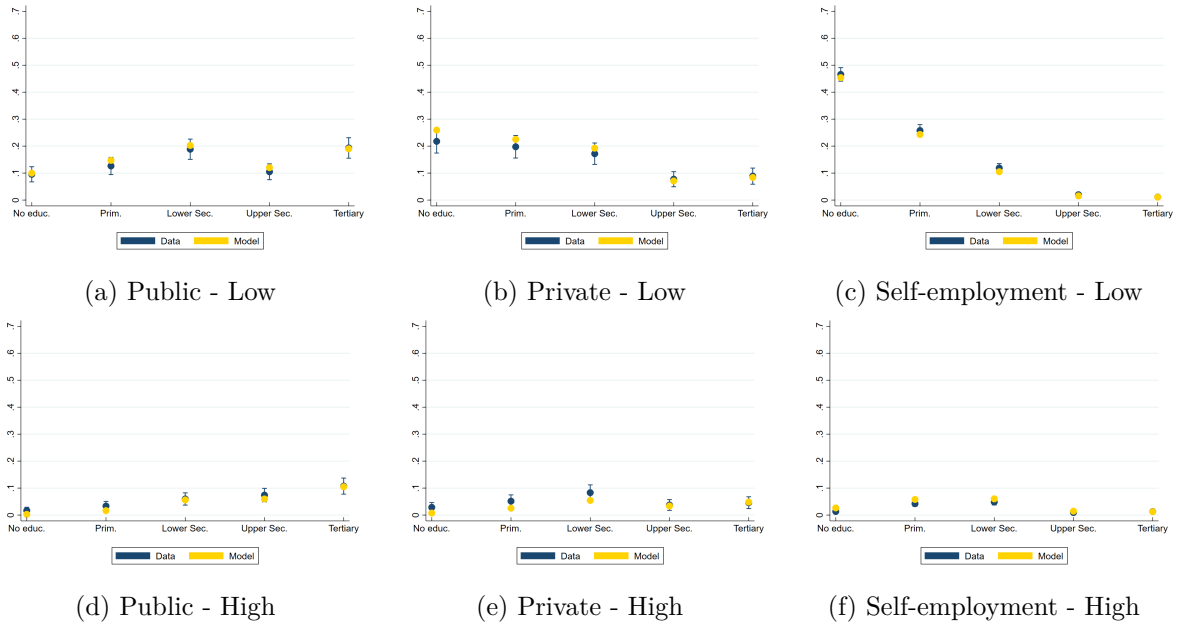 .7 .6 .5 .4 .3 .2 .1 0
No educ. Prim. Lower Sec. Upper Sec. Tertiary
Data Model
(a) Public - Low
.7 .6 .5 .4 .3 .2 .1 0
No educ. Prim. Lower Sec. Upper Sec. Tertiary
Data Model
(b) Private - Low
.7 .6 .5 .4 .3 .2 .1 0
No educ. Prim. Lower Sec. Upper Sec. Tertiary
Data Model
(c) Self-employment - Low
.7 .6 .5 .4 .3 .2 .1 0
No educ. Prim. Lower Sec. Upper Sec. Tertiary
Data Model
(d) Public - High
.7 .6 .5 .4 .3 .2 .1 0
No educ. Prim. Lower Sec. Upper Sec. Tertiary
Data Model
(e) Private - High
.7 .6 .5 .4 .3 .2 .1 0
No educ. Prim. Lower Sec. Upper Sec. Tertiary
Data Model
(f) Self-employment - High